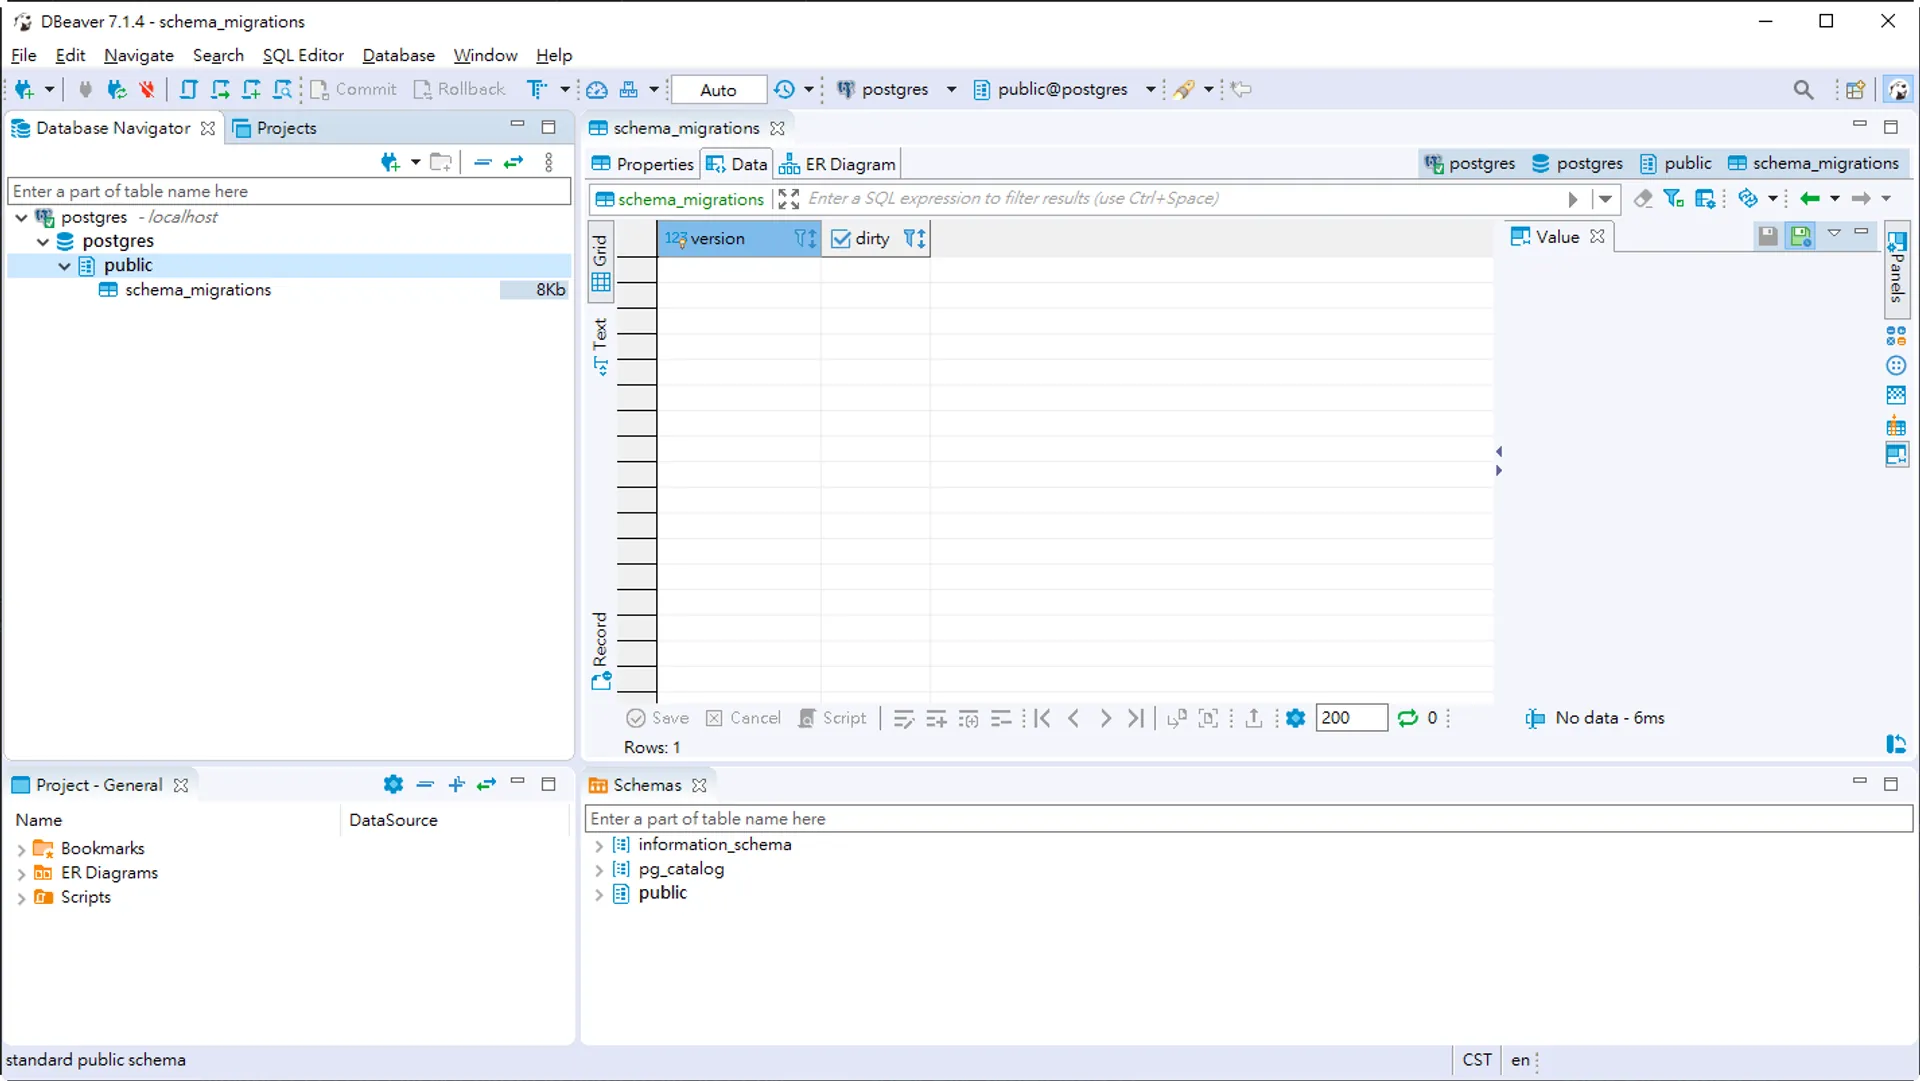 DBeaver 7.1.4 - schema_migrations
File Edit Navigate Search SQL Editor Database Window Help
Commit Rollback Auto postgres public@postgres
Database Navigator Projects
Enter a part of table name here
postgres - localhost
postgres
public
schema_migrations 8Kb
schema_migrations
Properties Data ER Diagram postgres postgres public schema_migrations
schema_migrations Enter a SQL expression to filter results (use Ctrl+Space)
Grid
Text
Record
123 version dirty
Value
Panels
Save Cancel Script 200 0 No data - 6ms
Rows: 1
Project - General
Name DataSource
Bookmarks
ER Diagrams
Scripts
Schemas
Enter a part of table name here
information_schema
pg_catalog
public
standard public schema CST en